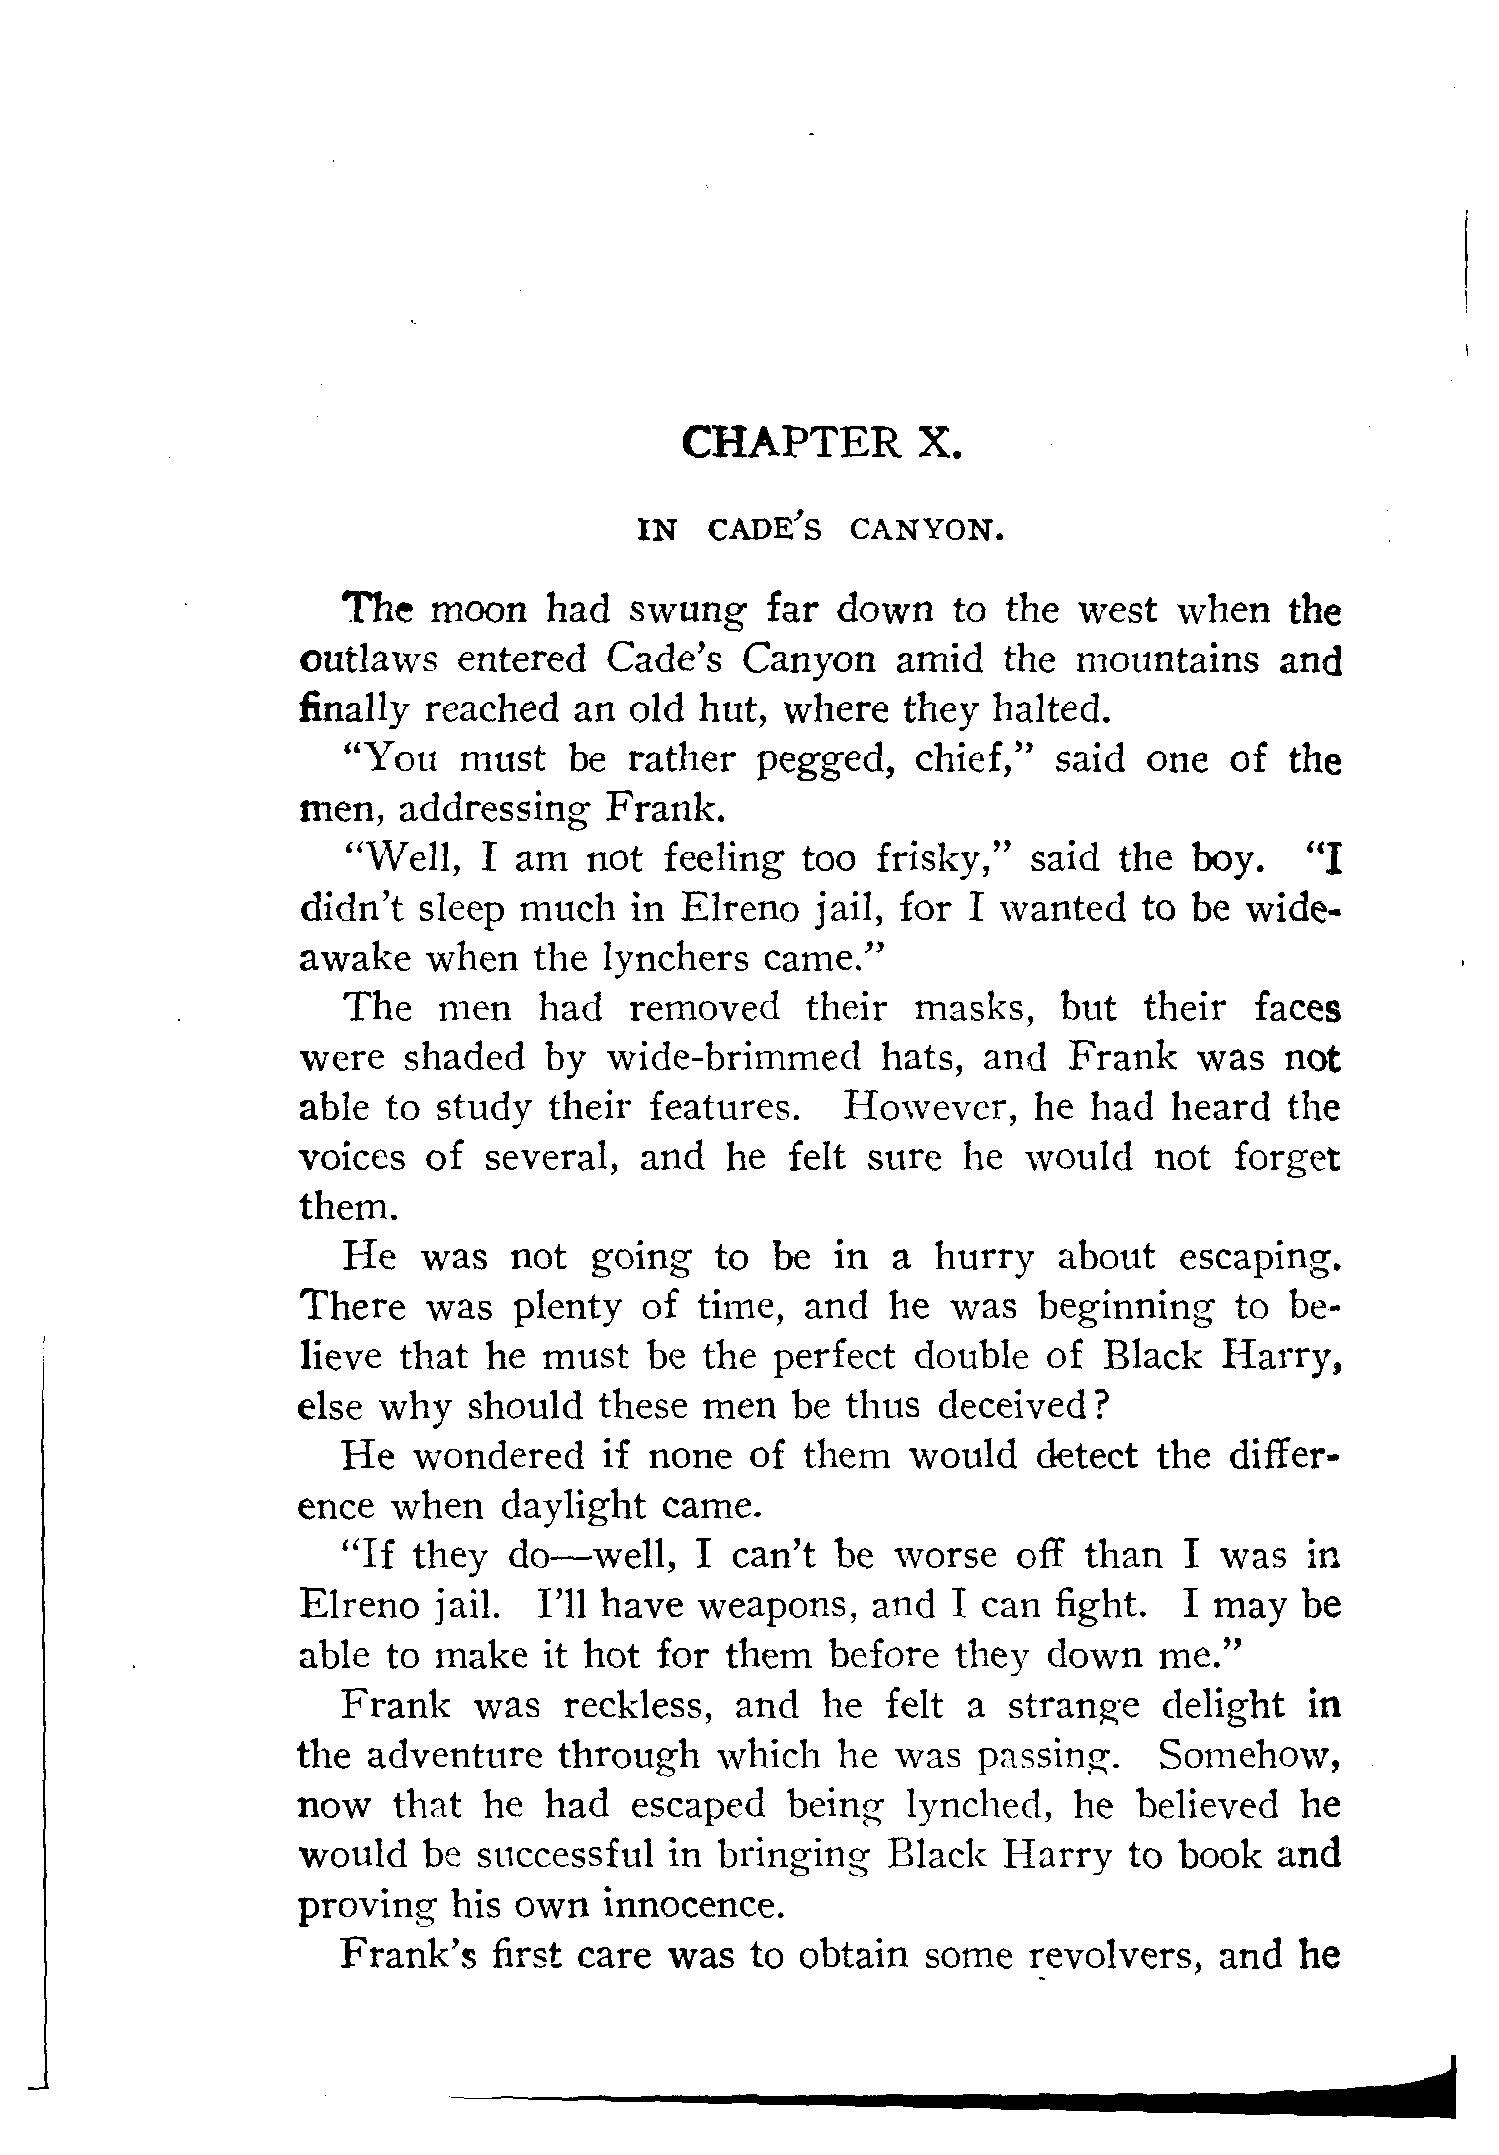 CHAPTER X.
IN CADE'S CANYON.
The moon had swung far down to the west when the
outlaws entered Cade's Canyon amid the mountains and
finally reached an old hut, where they halted.
“You must be rather pegged, chief,” said one of the
men, addressing Frank.
“Well, I am not feeling too frisky,” said the boy. “I
didn't sleep much in Elreno jail, for I wanted to be wide-
awake when the lynchers came.”
The men had removed their masks, but their faces
were shaded by wide-brimmed hats, and Frank was not
able to study their features. However, he had heard the
voices of several, and he felt sure he would not forget
them.
He was not going to be in a hurry about escaping.
There was plenty of time, and he was beginning to be-
lieve that he must be the perfect double of Black Harry,
else why should these men be thus deceived?
He wondered if none of them would detect the differ-
ence when daylight came.
“If they do—well, I can't be worse off than I was in
Elreno jail. I'll have weapons, and I can fight. I may be
able to make it hot for them before they down me.”
Frank was reckless, and he felt a strange delight in
the adventure through which he was passing. Somehow,
now that he had escaped being lynched, he believed he
would be successful in bringing Black Harry to book and
proving his own innocence.
Frank's first care was to obtain some revolvers, and he